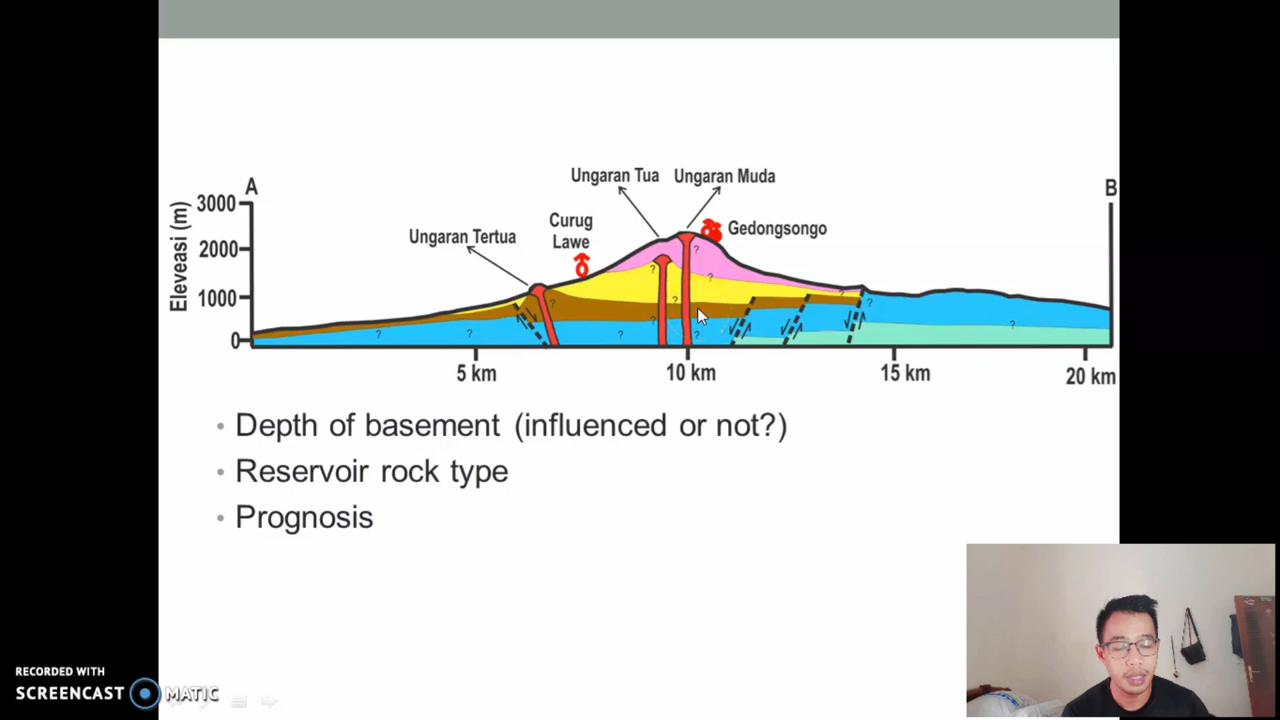 Ungaran Tua
Ungaran Muda
A
B
3000
2000
1000
0
Eleveasi (m)
Ungaran Tertua
Curug
Lawe
Gedongsongo
? ? ? ? ? ? ? ? ? ? ? ? ?
5 km
10 km
15 km
20 km
• Depth of basement (influenced or not?)
• Reservoir rock type
• Prognosis
RECORDED WITH
SCREENCAST MATIC